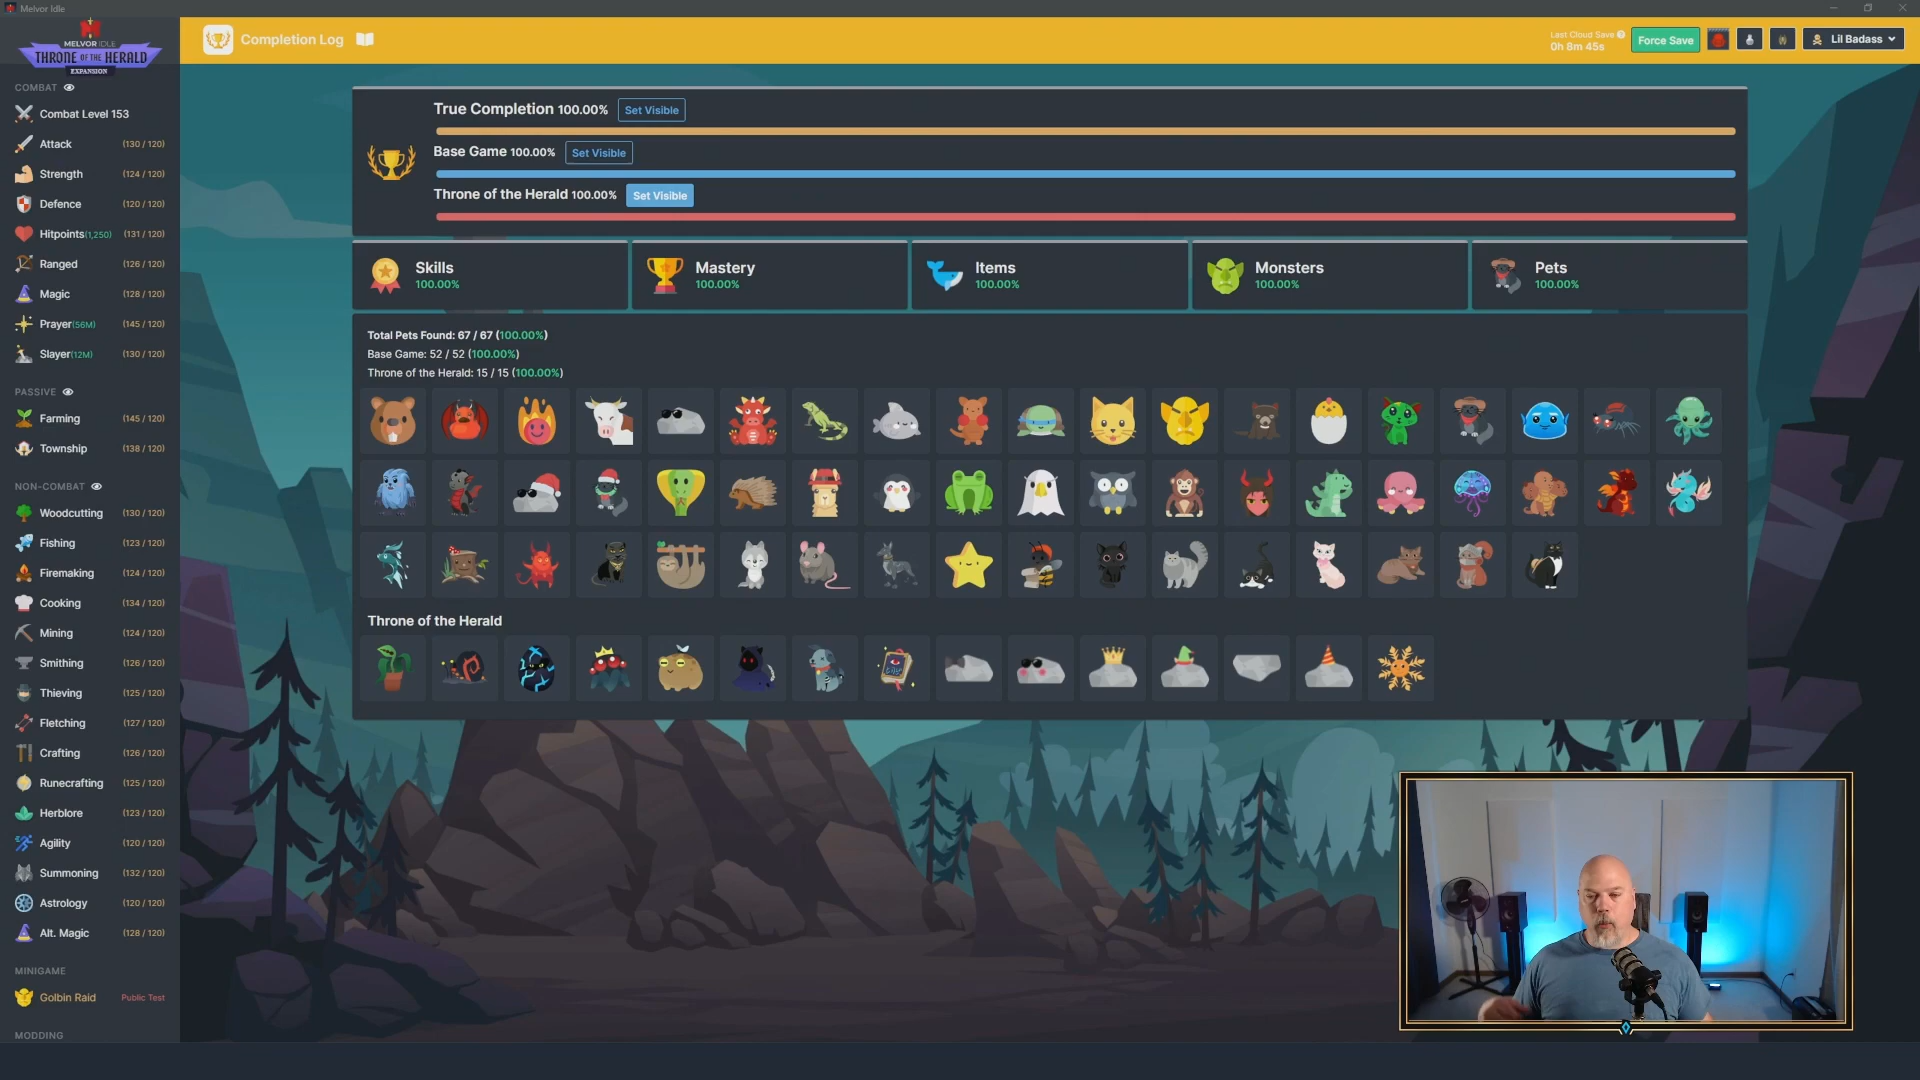 Melvor Idle
MELVOR IDLE
THRONE OF THE HERALD
EXPANSION
Completion Log
Last Cloud Save
0h 8m 45s
Force Save
Lil Badass
COMBAT
Combat Level 153
Attack (130 / 120)
Strength (124 / 120)
Defence (120 / 120)
Hitpoints(1,250) (131 / 120)
Ranged (126 / 120)
Magic (128 / 120)
Prayer(56M) (145 / 120)
Slayer(12M) (130 / 120)
PASSIVE
Farming (145 / 120)
Township (138 / 120)
NON-COMBAT
Woodcutting (130 / 120)
Fishing (123 / 120)
Firemaking (124 / 120)
Cooking (134 / 120)
Mining (124 / 120)
Smithing (126 / 120)
Thieving (125 / 120)
Fletching (127 / 120)
Crafting (126 / 120)
Runecrafting (125 / 120)
Herblore (123 / 120)
Agility (120 / 120)
Summoning (132 / 120)
Astrology (120 / 120)
Alt. Magic (128 / 120)
MINIGAME
Golbin Raid Public Test
MODDING
True Completion 100.00% Set Visible
Base Game 100.00% Set Visible
Throne of the Herald 100.00% Set Visible
Skills
100.00%
Mastery
100.00%
Items
100.00%
Monsters
100.00%
Pets
100.00%
Total Pets Found: 67 / 67 (100.00%)
Base Game: 52 / 52 (100.00%)
Throne of the Herald: 15 / 15 (100.00%)
Throne of the Herald